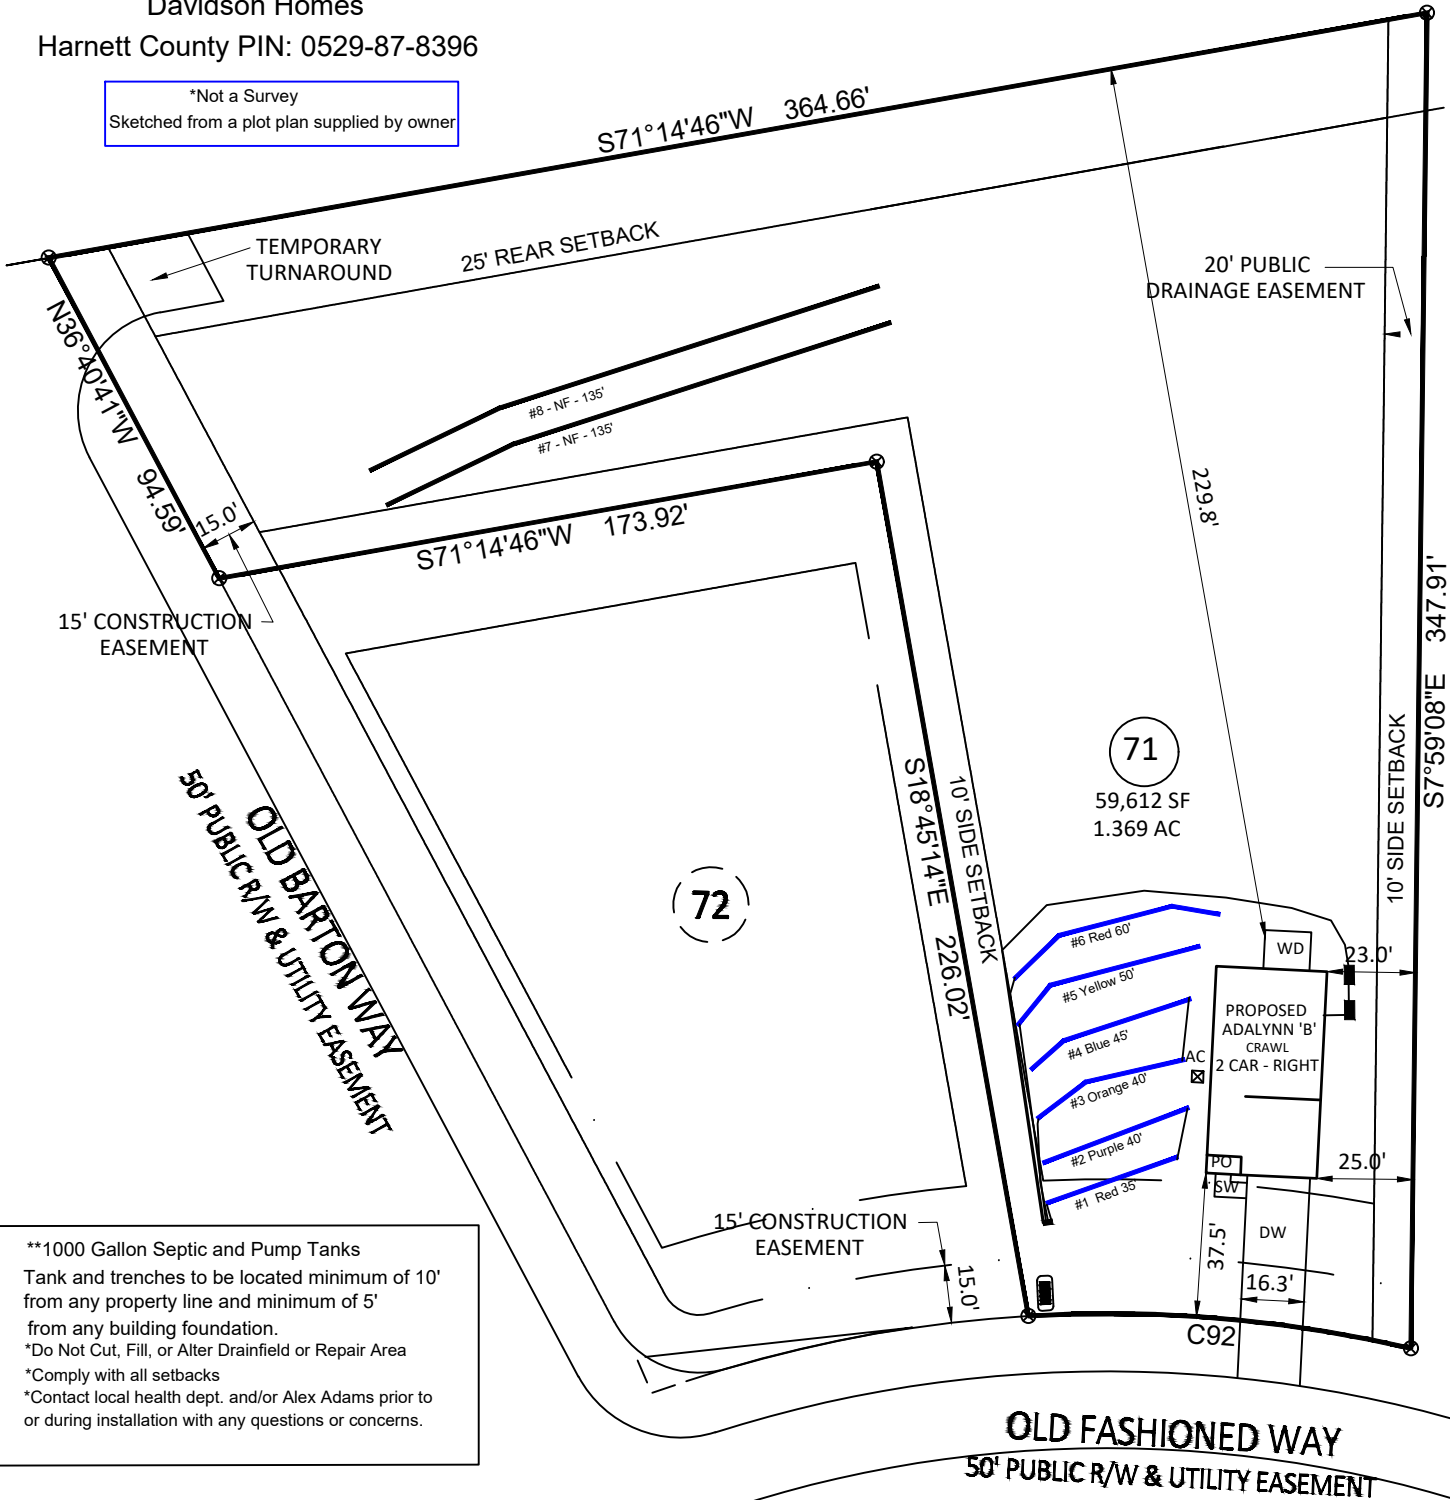 Davidson Homes
Harnett County PIN: 0529-87-8396
*Not a Survey
Sketched from a plot plan supplied by owner
S71°14'46"W 364.66'
TEMPORARY
TURNAROUND
25' REAR SETBACK
20' PUBLIC
DRAINAGE EASEMENT
N36°40'41"W 94.59'
#8 - NF - 135'
#7 - NF - 135'
15.0'
S71°14'46"W 173.92'
229.8'
15' CONSTRUCTION
EASEMENT
S7°59'08"E 347.91'
71
59,612 SF
1.369 AC
10' SIDE SETBACK
S18°45'14"E 226.02'
10' SIDE SETBACK
OLD BARTON WAY
50' PUBLIC R/W & UTILITY EASEMENT
72
#6 Red 60'
#5 Yellow 50'
#4 Blue 45'
#3 Orange 40'
#2 Purple 40'
#1 Red 35'
WD
23.0'
PROPOSED
ADALYNN 'B'
CRAWL
2 CAR - RIGHT
AC
PO
SW
25.0'
DW
37.5'
16.3'
15' CONSTRUCTION
EASEMENT
15.0'
C92
**1000 Gallon Septic and Pump Tanks
Tank and trenches to be located minimum of 10'
from any property line and minimum of 5'
from any building foundation.
*Do Not Cut, Fill, or Alter Drainfield or Repair Area
*Comply with all setbacks
*Contact local health dept. and/or Alex Adams prior to
or during installation with any questions or concerns.
OLD FASHIONED WAY
50' PUBLIC R/W & UTILITY EASEMENT